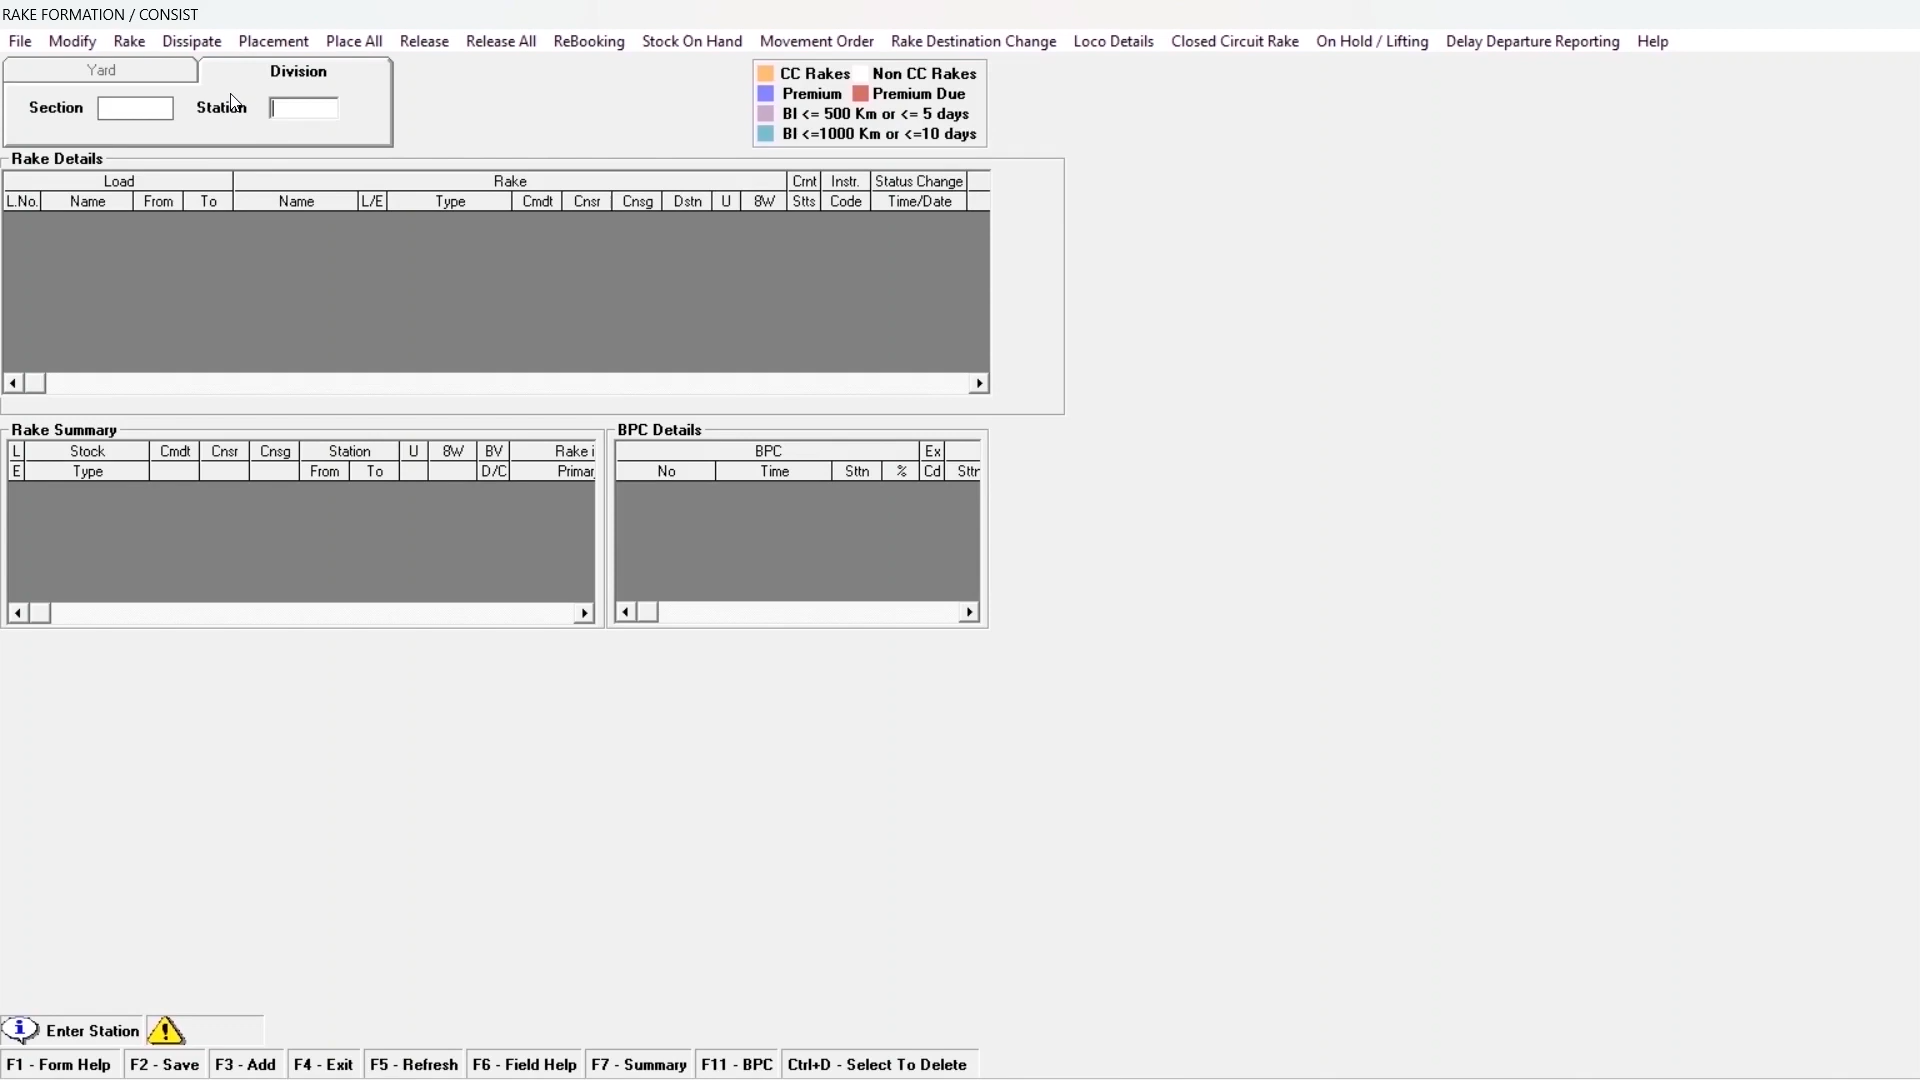 RAKE FORMATION / CONSIST
File Modify Rake Dissipate Placement Place All Release Release All ReBooking Stock On Hand Movement Order Rake Destination Change Loco Details Closed Circuit Rake On Hold / Lifting Delay Departure Reporting Help
Yard Division
Section Station
CC Rakes Non CC Rakes
Premium Premium Due
BI <= 500 Km or <= 5 days
BI <=1000 Km or <=10 days
Rake Details
Load Rake Crnt Instr. Status Change
L.No. Name From To Name L/E Type Cmdt Cnsr Cnsg Dstn U 8W Stts Code Time/Date
Rake Summary
L Stock Cmdt Cnsr Cnsg Station U 8W BV Rake i
E Type From To D/C Primar
BPC Details
BPC Ex
No Time Sttn % Cd Sttn
Enter Station
F1 - Form Help F2 - Save F3 - Add F4 - Exit F5 - Refresh F6 - Field Help F7 - Summary F11 - BPC Ctrl+D - Select To Delete